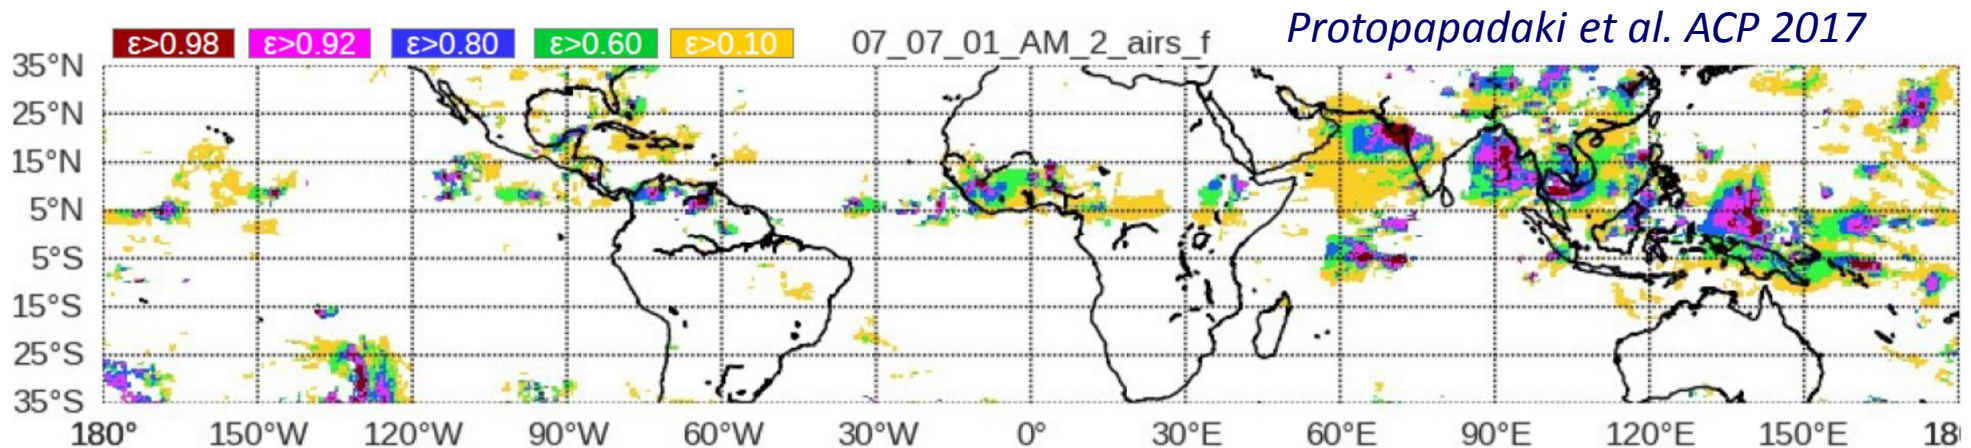 Protopapadaki et al. ACP 2017
ε>0.98 ε>0.92 ε>0.80 ε>0.60 ε>0.10 07_07_01_AM_2_airs_f
35°N
25°N
15°N
5°N
5°S
15°S
25°S
35°S
180° 150°W 120°W 90°W 60°W 30°W 0° 30°E 60°E 90°E 120°E 150°E 18